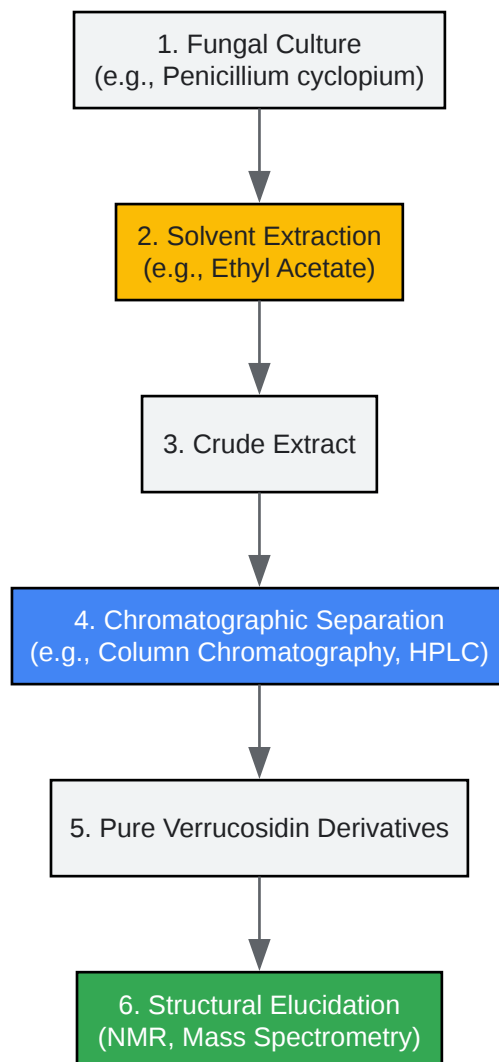 1. Fungal Culture
(e.g., Penicillium cyclopium)
2. Solvent Extraction
(e.g., Ethyl Acetate)
3. Crude Extract
4. Chromatographic Separation
(e.g., Column Chromatography, HPLC)
5. Pure Verrucosidin Derivatives
6. Structural Elucidation
(NMR, Mass Spectrometry)